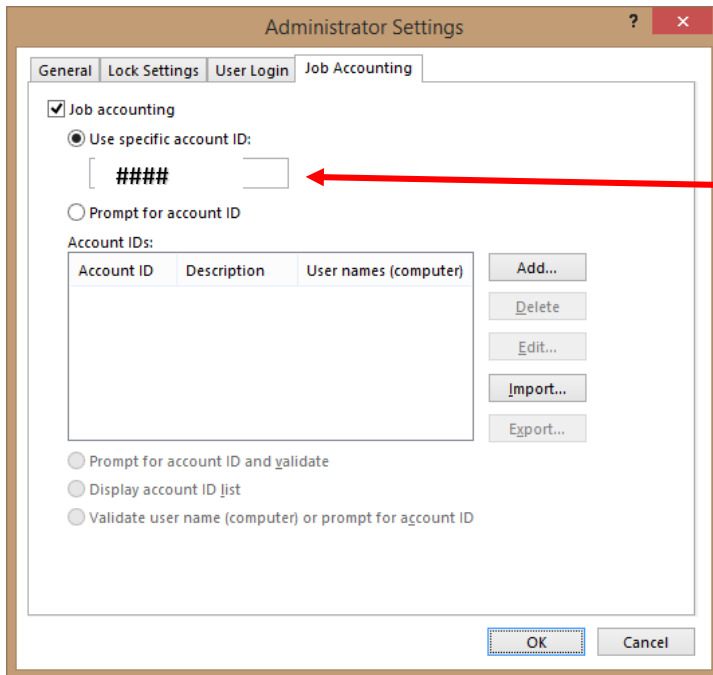 Administrator Settings ?
General Lock Settings User Login Job Accounting
Job accounting
Use specific account ID:
####
Prompt for account ID
Account IDs:
Account ID Description User names (computer)
Add...
Delete
Edit...
Import...
Export...
Prompt for account ID and validate
Display account ID list
Validate user name (computer) or prompt for account ID
OK Cancel